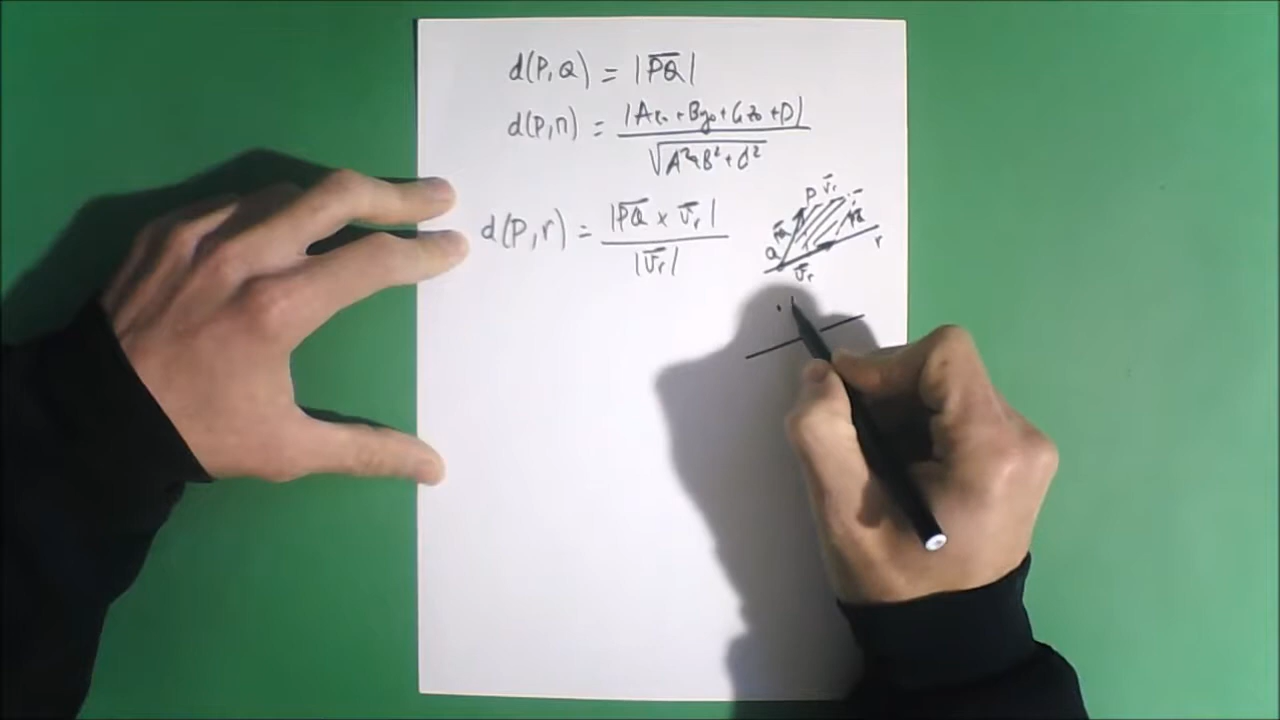 d(P,Q) = |PQ|
d(P,π) = |Ax₀ + By₀ + Cz₀ + D| / √A²+B²+C²
d(P,r) = |PQ × v̄ᵣ| / |v̄ᵣ|
P v̄ᵣ
Q r
v̄ᵣ